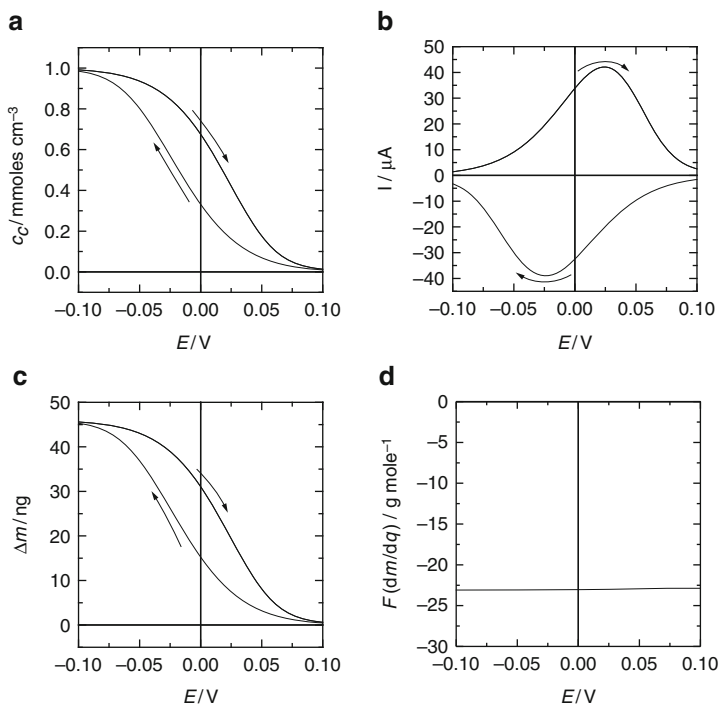 a
c_C / mmoles cm⁻³
1.0
0.8
0.6
0.4
0.2
0.0
−0.10 −0.05 0.00 0.05 0.10
E / V
b
I / μA
50
40
30
20
10
0
−10
−20
−30
−40
−0.10 −0.05 0.00 0.05 0.10
E / V
c
Δm / ng
50
40
30
20
10
0
−0.10 −0.05 0.00 0.05 0.10
E / V
d
F (dm/dq) / g mole⁻¹
0
−5
−10
−15
−20
−25
−30
−0.10 −0.05 0.00 0.05 0.10
E / V